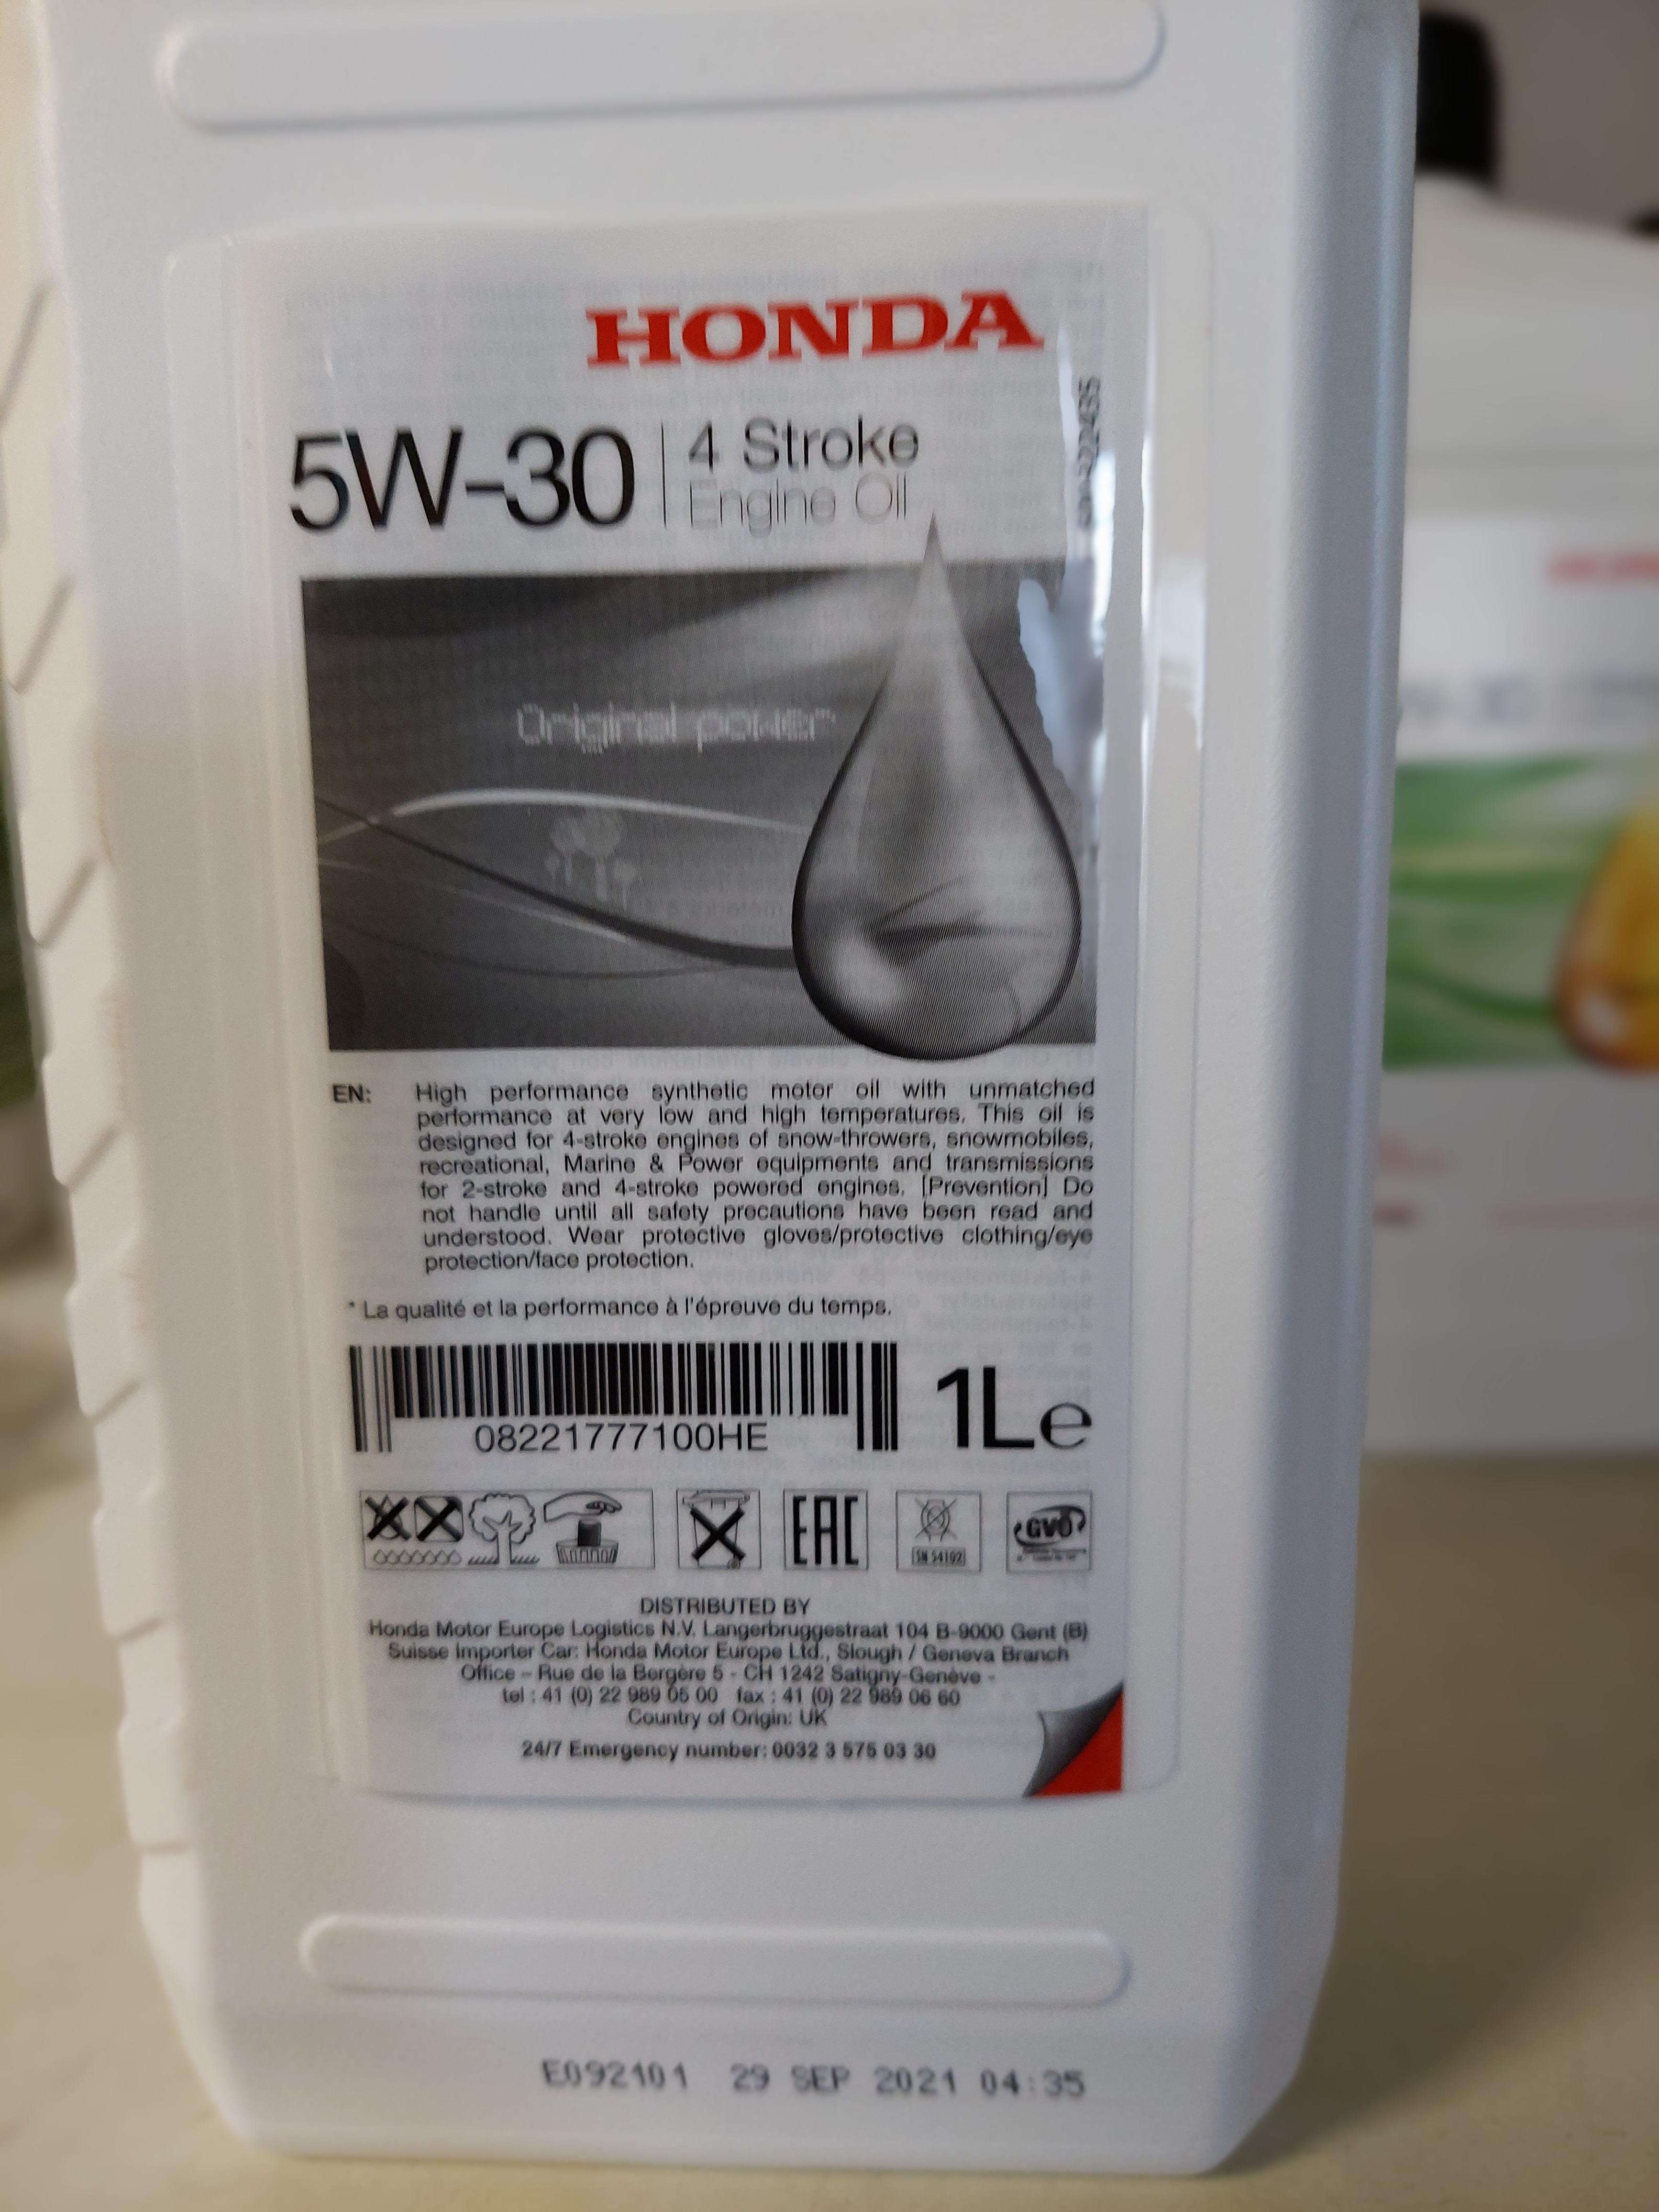 HONDA
5W-30
4 Stroke
Engine Oil
Original power
EN: High performance synthetic motor oil with unmatched
performance at very low and high temperatures. This oil is
designed for 4-stroke engines of snow-throwers, snowmobiles,
recreational, Marine & Power equipments and transmissions
for 2-stroke and 4-stroke powered engines. [Prevention] Do
not handle until all safety precautions have been read and
understood. Wear protective gloves/protective clothing/eye
protection/face protection.
* La qualité et la performance à l'épreuve du temps.
08221777100HE
1Le
EAC
SN 54102
GVÖ
DISTRIBUTED BY
Honda Motor Europe Logistics N.V. Langerbruggestraat 104 B-9000 Gent (B)
Suisse Importer Car: Honda Motor Europe Ltd., Slough / Geneva Branch
Office – Rue de la Bergère 5 - CH 1242 Satigny-Genève -
tel : 41 (0) 22 989 05 00 fax : 41 (0) 22 989 06 60
Country of Origin: UK
24/7 Emergency number: 0032 3 575 03 30
E092101 29 SEP 2021 04:35